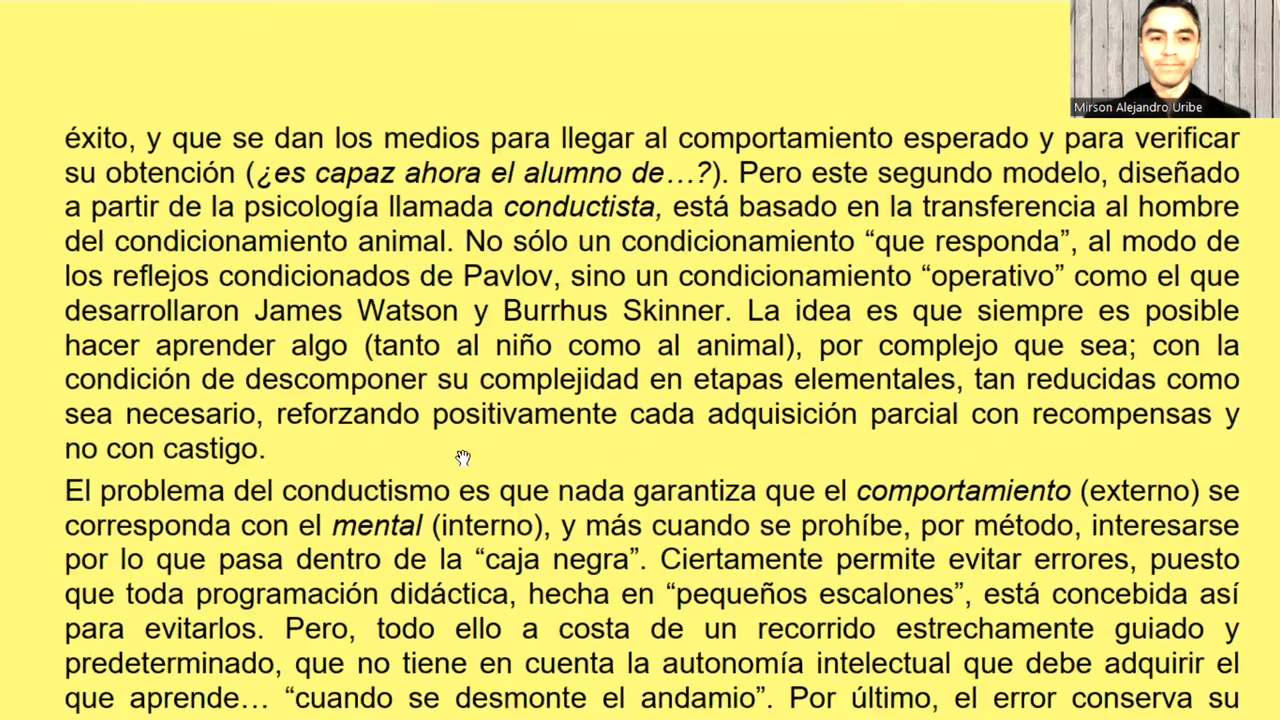 Mirson Alejandro Uribe
éxito, y que se dan los medios para llegar al comportamiento esperado y para verificar
su obtención (¿es capaz ahora el alumno de…?). Pero este segundo modelo, diseñado
a partir de la psicología llamada conductista, está basado en la transferencia al hombre
del condicionamiento animal. No sólo un condicionamiento “que responda”, al modo de
los reflejos condicionados de Pavlov, sino un condicionamiento “operativo” como el que
desarrollaron James Watson y Burrhus Skinner. La idea es que siempre es posible
hacer aprender algo (tanto al niño como al animal), por complejo que sea; con la
condición de descomponer su complejidad en etapas elementales, tan reducidas como
sea necesario, reforzando positivamente cada adquisición parcial con recompensas y
no con castigo.
El problema del conductismo es que nada garantiza que el comportamiento (externo) se
corresponda con el mental (interno), y más cuando se prohíbe, por método, interesarse
por lo que pasa dentro de la “caja negra”. Ciertamente permite evitar errores, puesto
que toda programación didáctica, hecha en “pequeños escalones”, está concebida así
para evitarlos. Pero, todo ello a costa de un recorrido estrechamente guiado y
predeterminado, que no tiene en cuenta la autonomía intelectual que debe adquirir el
que aprende… “cuando se desmonte el andamio”. Por último, el error conserva su